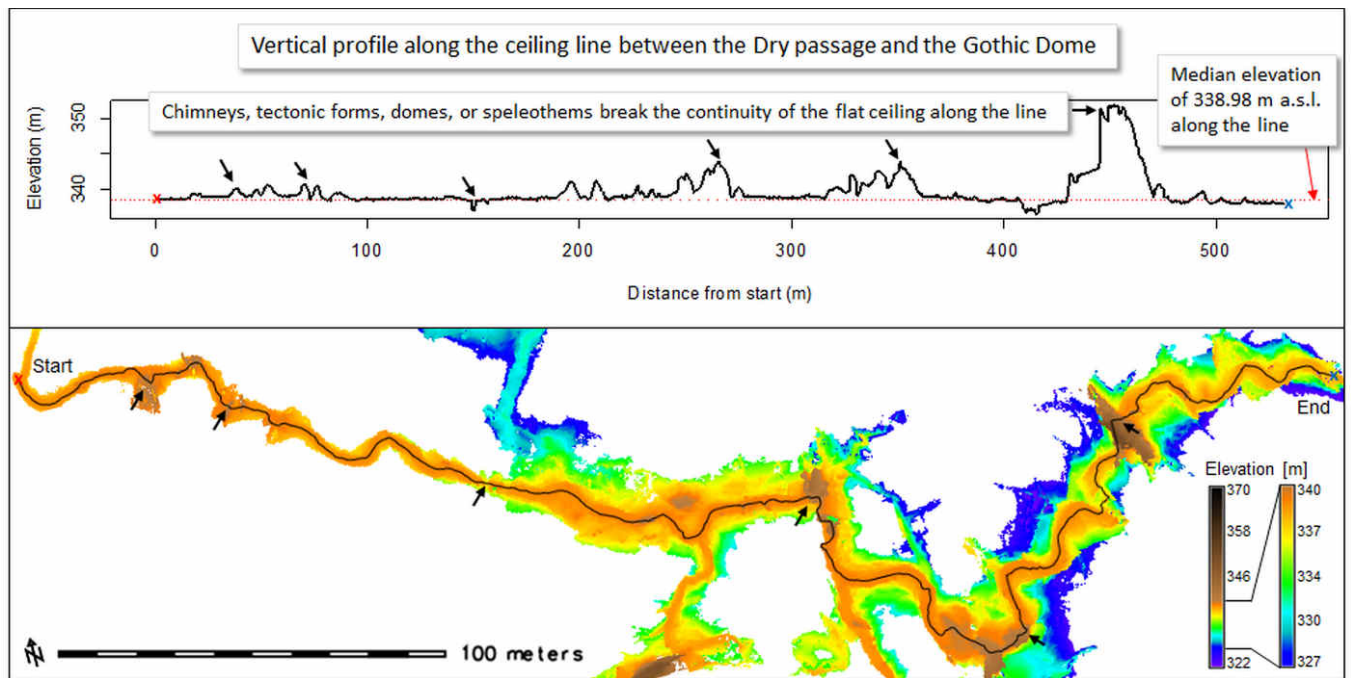 Vertical profile along the ceiling line between the Dry passage and the Gothic Dome
Median elevation
of 338.98 m a.s.l.
along the line
Chimneys, tectonic forms, domes, or speleothems break the continuity of the flat ceiling along the line
Elevation (m)
350
340
x
x
0
100
200
300
400
500
Distance from start (m)
Start
x
x
End
Elevation [m]
370
358
346
322
340
337
334
330
327
N
100 meters